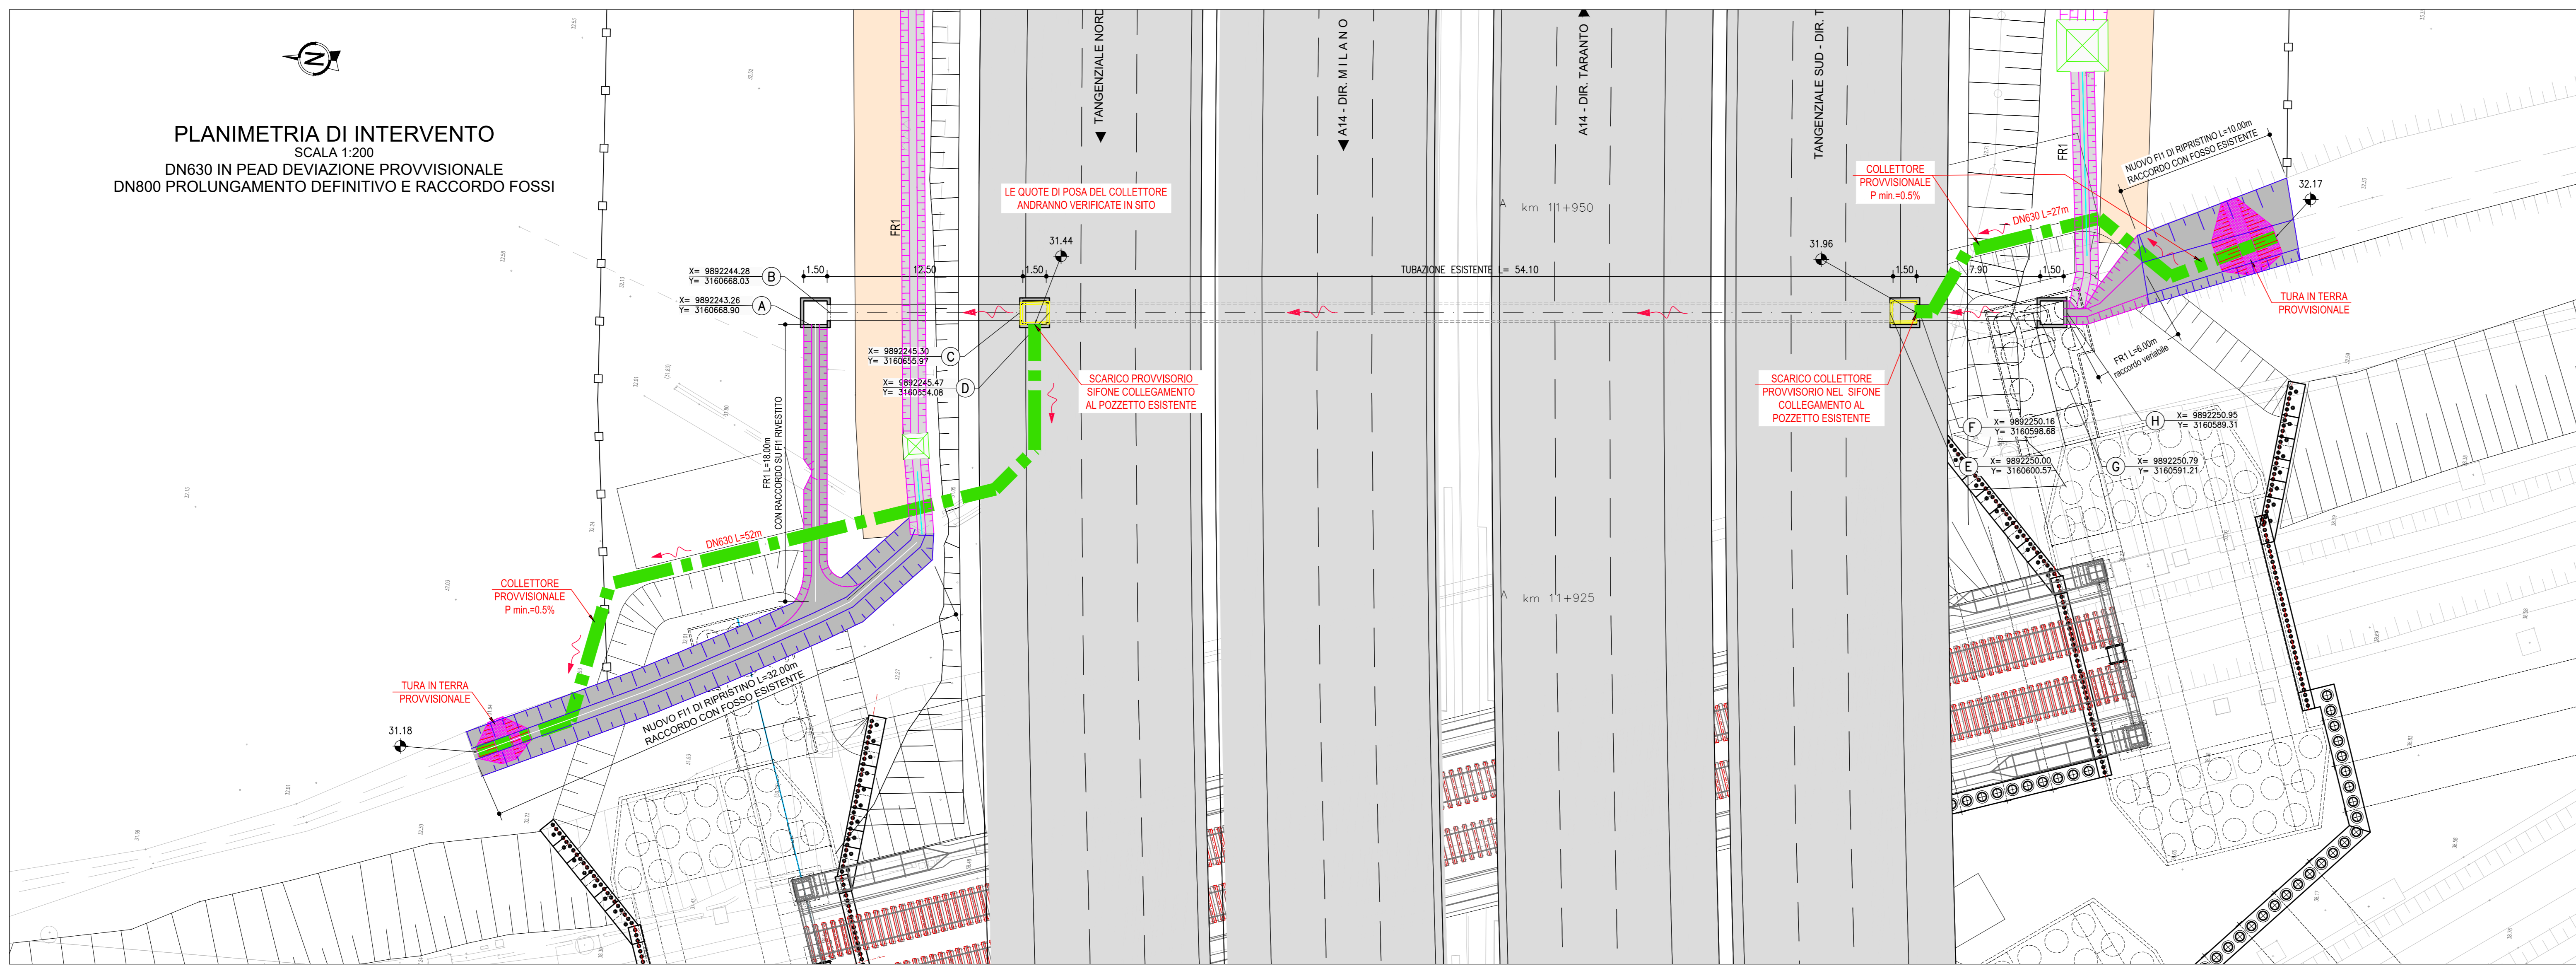 N
PLANIMETRIA DI INTERVENTO
SCALA 1:200
DN630 IN PEAD DEVIAZIONE PROVVISIONALE
DN800 PROLUNGAMENTO DEFINITIVO E RACCORDO FOSSI
FR1
TANGENZIALE NORD
A14 - DIR. MILANO
A14 - DIR. TARANTO
TANGENZIALE SUD - DIR. T
FR1
LE QUOTE DI POSA DEL COLLETTORE
ANDRANNO VERIFICATE IN SITO
A km 11+950
COLLETTORE
PROVVISIONALE
P min.=0.5%
NUOVO FI1 DI RIPRISTINO L=10.00m
RACCORDO CON FOSSO ESISTENTE
32.17
DN630 L=27m
31.44
31.96
X= 9892244.28
Y= 3160668.03
B
1.50
12.50
1.50
TUBAZIONE ESISTENTE L= 54.10
1.50
7.90
1.50
X= 9892243.26
Y= 3160668.90
A
TURA IN TERRA
PROVVISIONALE
X= 9892245.30
Y= 3160655.97
C
X= 9892245.47
Y= 3160654.08
D
SCARICO PROVVISORIO
SIFONE COLLEGAMENTO
AL POZZETTO ESISTENTE
SCARICO COLLETTORE
PROVVISORIO NEL SIFONE
COLLEGAMENTO AL
POZZETTO ESISTENTE
FR1 L=6.00m
raccordo veriabile
F
X= 9892250.16
Y= 3160598.68
H
X= 9892250.95
Y= 3160589.31
E
X= 9892250.00
Y= 3160600.57
G
X= 9892250.79
Y= 3160591.21
FR1 L=18.00m
CON RACCORDO SU FI1 RIVESTITO
DN630 L=52m
COLLETTORE
PROVVISIONALE
P min.=0.5%
A km 11+925
TURA IN TERRA
PROVVISIONALE
31.18
NUOVO FI1 DI RIPRISTINO L=32.00m
RACCORDO CON FOSSO ESISTENTE